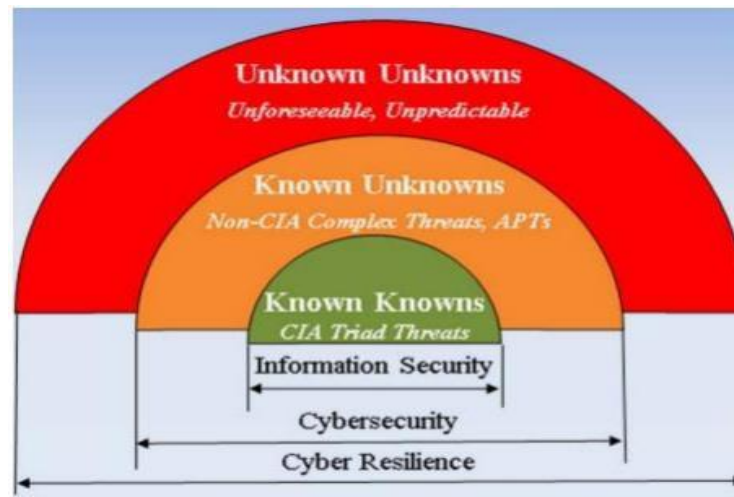 Unknown Unknowns
Unforeseeable, Unpredictable
Known Unknowns
Non-CIA Complex Threats, APTs
Known Knowns
CIA Triad Threats
Information Security
Cybersecurity
Cyber Resilience